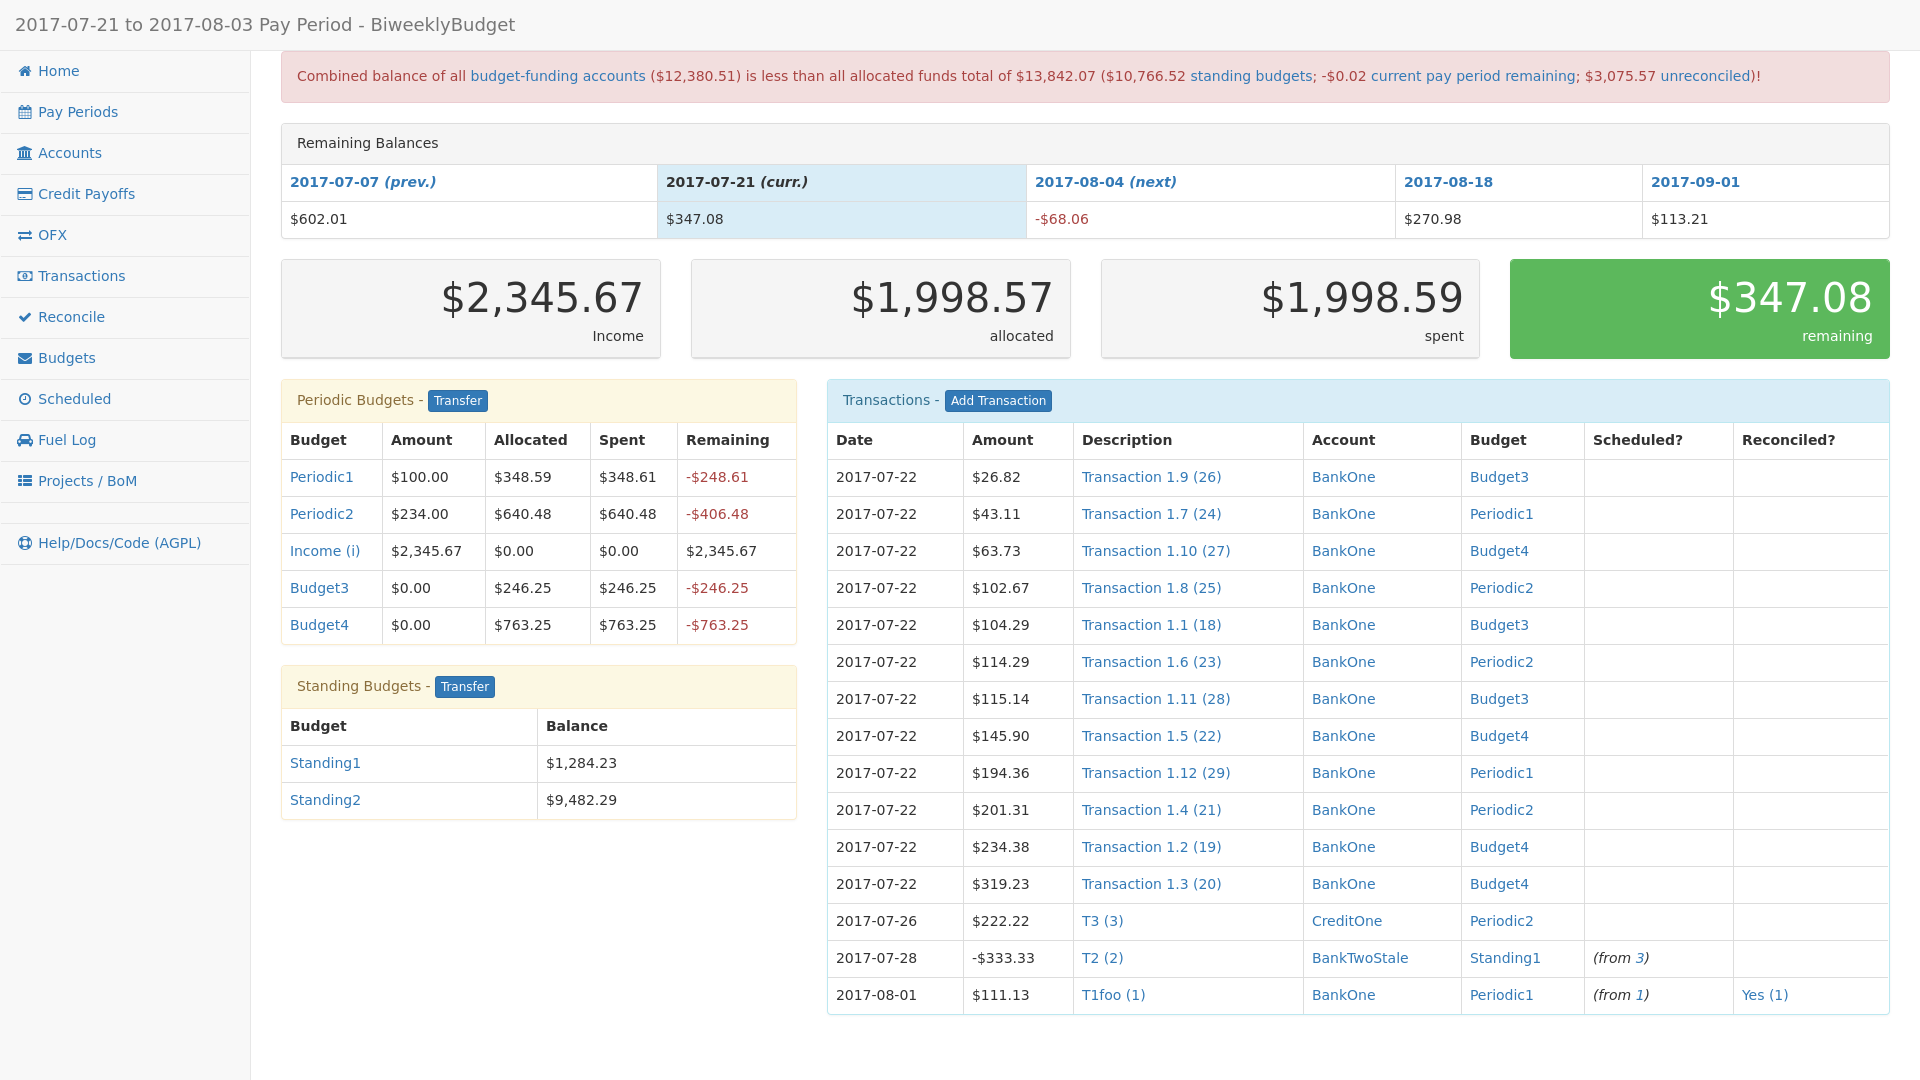 2017-07-21 to 2017-08-03 Pay Period - BiweeklyBudget
Home
Pay Periods
Accounts
Credit Payoffs
OFX
Transactions
Reconcile
Budgets
Scheduled
Fuel Log
Projects / BoM
Help/Docs/Code (AGPL)
Combined balance of all budget-funding accounts ($12,380.51) is less than all allocated funds total of $13,842.07 ($10,766.52 standing budgets; -$0.02 current pay period remaining; $3,075.57 unreconciled)!
Remaining Balances
2017-07-07 (prev.) 2017-07-21 (curr.) 2017-08-04 (next) 2017-08-18 2017-09-01
$602.01 $347.08 -$68.06 $270.98 $113.21
$2,345.67
Income
$1,998.57
allocated
$1,998.59
spent
$347.08
remaining
Periodic Budgets - Transfer
Budget Amount Allocated Spent Remaining
Periodic1 $100.00 $348.59 $348.61 -$248.61
Periodic2 $234.00 $640.48 $640.48 -$406.48
Income (i) $2,345.67 $0.00 $0.00 $2,345.67
Budget3 $0.00 $246.25 $246.25 -$246.25
Budget4 $0.00 $763.25 $763.25 -$763.25
Standing Budgets - Transfer
Budget Balance
Standing1 $1,284.23
Standing2 $9,482.29
Transactions - Add Transaction
Date Amount Description Account Budget Scheduled? Reconciled?
2017-07-22 $26.82 Transaction 1.9 (26) BankOne Budget3
2017-07-22 $43.11 Transaction 1.7 (24) BankOne Periodic1
2017-07-22 $63.73 Transaction 1.10 (27) BankOne Budget4
2017-07-22 $102.67 Transaction 1.8 (25) BankOne Periodic2
2017-07-22 $104.29 Transaction 1.1 (18) BankOne Budget3
2017-07-22 $114.29 Transaction 1.6 (23) BankOne Periodic2
2017-07-22 $115.14 Transaction 1.11 (28) BankOne Budget3
2017-07-22 $145.90 Transaction 1.5 (22) BankOne Budget4
2017-07-22 $194.36 Transaction 1.12 (29) BankOne Periodic1
2017-07-22 $201.31 Transaction 1.4 (21) BankOne Periodic2
2017-07-22 $234.38 Transaction 1.2 (19) BankOne Budget4
2017-07-22 $319.23 Transaction 1.3 (20) BankOne Budget4
2017-07-26 $222.22 T3 (3) CreditOne Periodic2
2017-07-28 -$333.33 T2 (2) BankTwoStale Standing1 (from 3)
2017-08-01 $111.13 T1foo (1) BankOne Periodic1 (from 1) Yes (1)